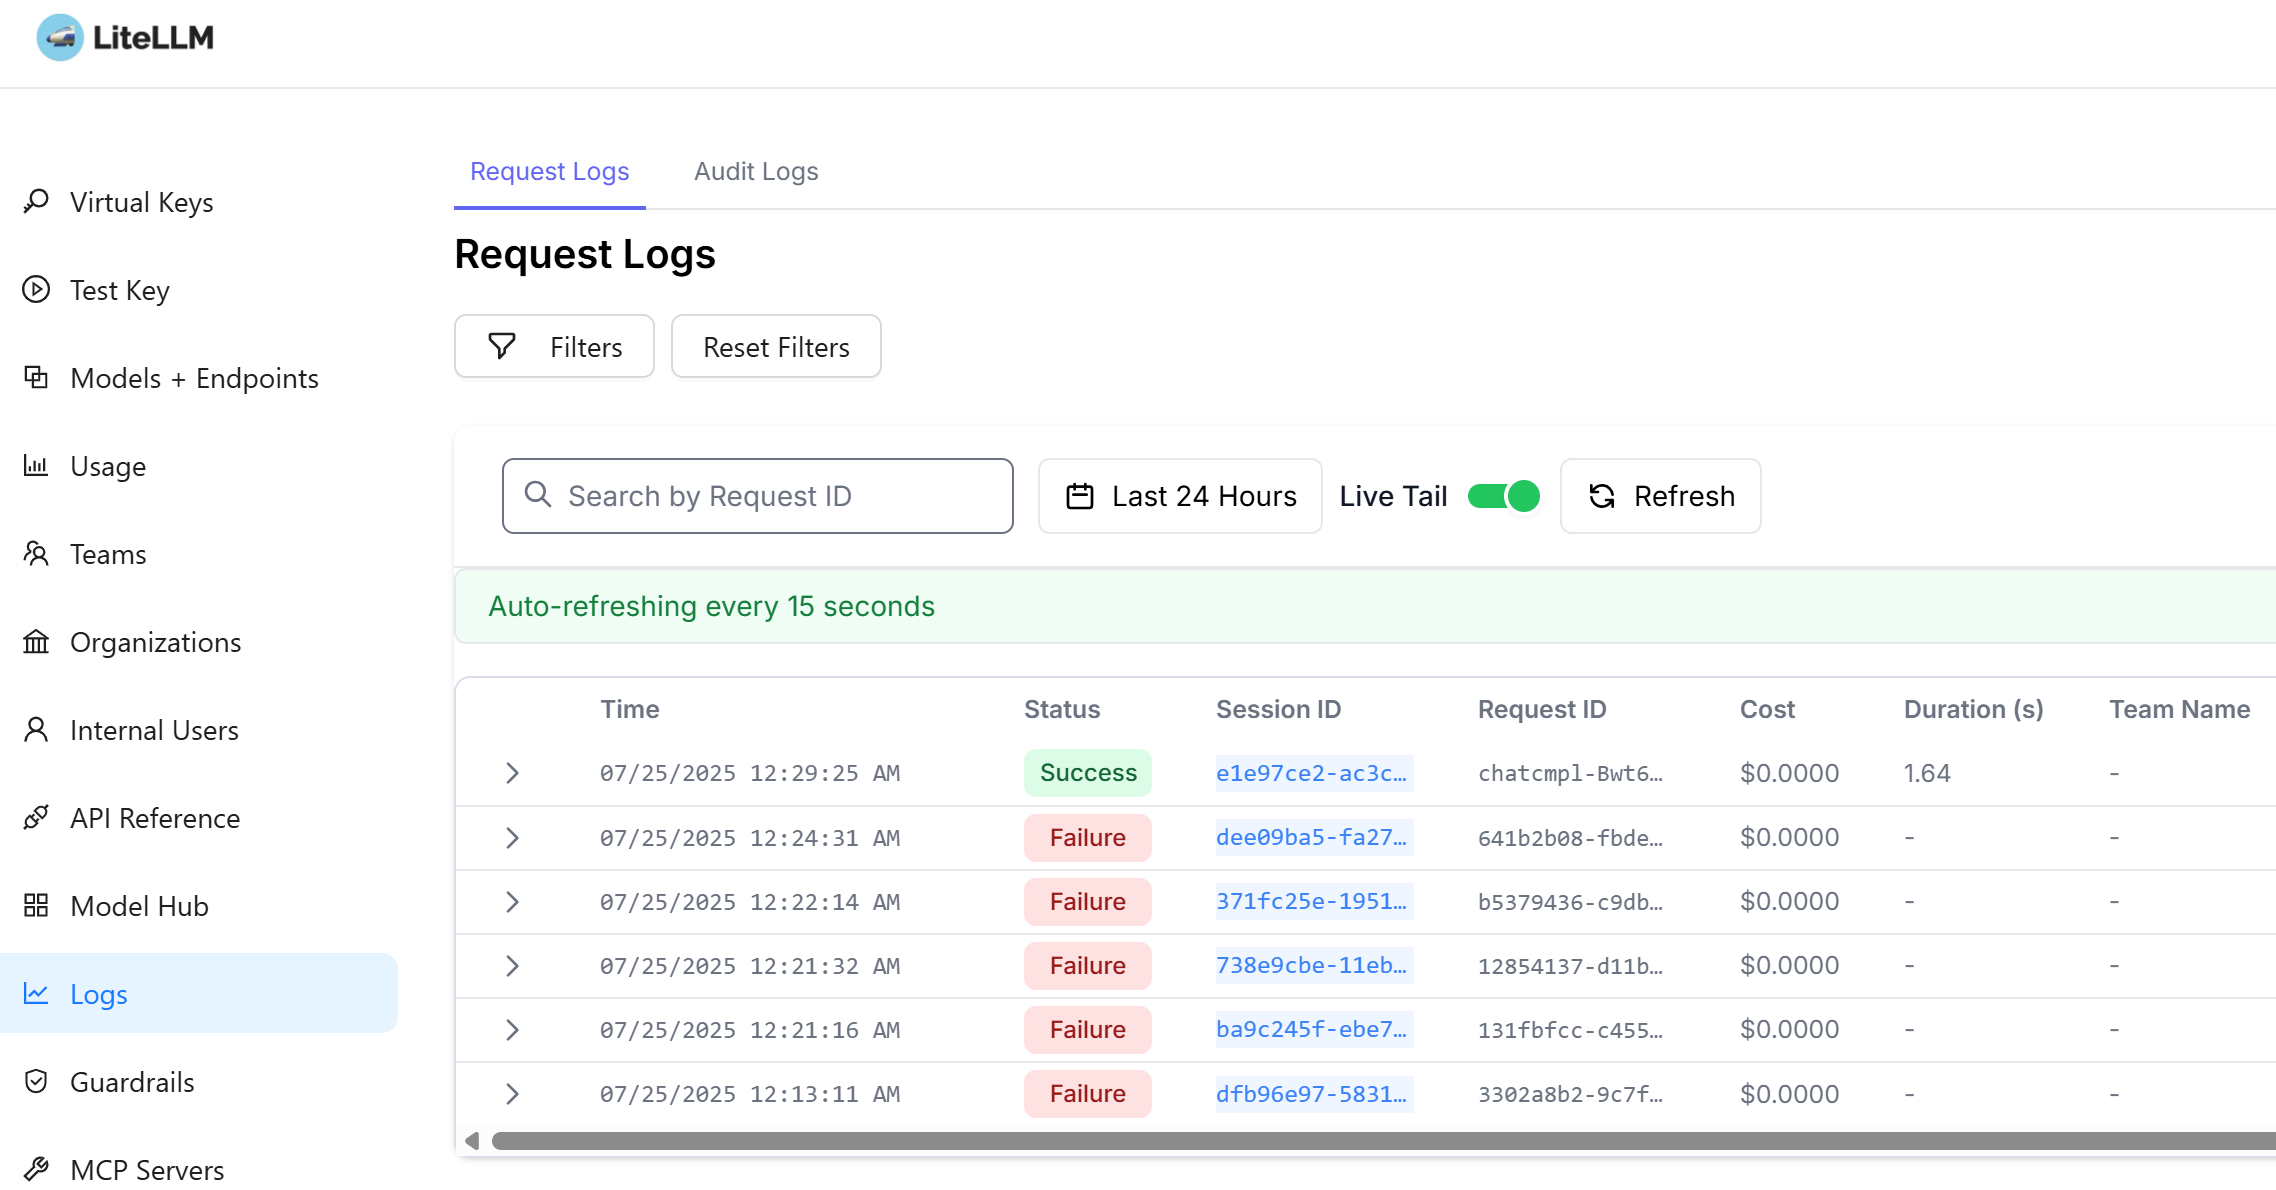 LiteLLM
Virtual Keys
Test Key
Models + Endpoints
Usage
Teams
Organizations
Internal Users
API Reference
Model Hub
Logs
Guardrails
MCP Servers
Request Logs Audit Logs
Request Logs
Filters Reset Filters
Search by Request ID Last 24 Hours Live Tail Refresh
Auto-refreshing every 15 seconds
Time Status Session ID Request ID Cost Duration (s) Team Name
07/25/2025 12:29:25 AM Success e1e97ce2-ac3c… chatcmpl-Bwt6… $0.0000 1.64 -
07/25/2025 12:24:31 AM Failure dee09ba5-fa27… 641b2b08-fbde… $0.0000 - -
07/25/2025 12:22:14 AM Failure 371fc25e-1951… b5379436-c9db… $0.0000 - -
07/25/2025 12:21:32 AM Failure 738e9cbe-11eb… 12854137-d11b… $0.0000 - -
07/25/2025 12:21:16 AM Failure ba9c245f-ebe7… 131fbfcc-c455… $0.0000 - -
07/25/2025 12:13:11 AM Failure dfb96e97-5831… 3302a8b2-9c7f… $0.0000 - -